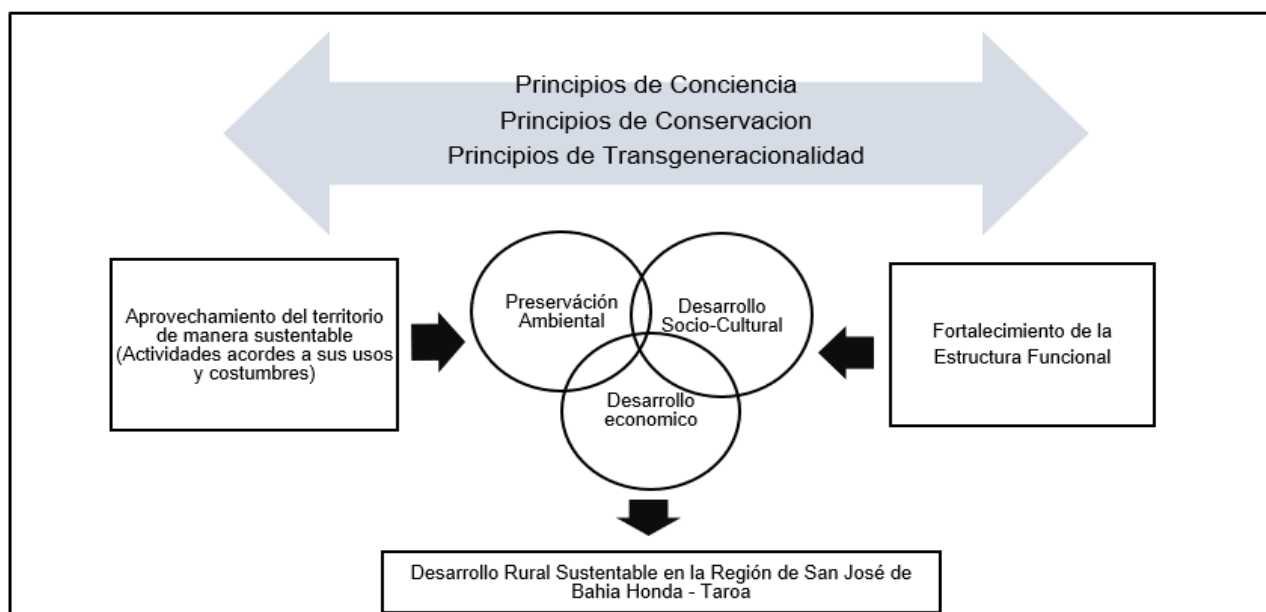 Principios de Conciencia
Principios de Conservacion
Principios de Transgeneracionalidad
Aprovechamiento del territorio
de manera sustentable
(Actividades acordes a sus usos
y costumbres)
Preserváción
Ambiental
Desarrollo
Socio-Cultural
Desarrollo
economico
Fortalecimiento de la
Estructura Funcional
Desarrollo Rural Sustentable en la Región de San José de
Bahia Honda - Taroa